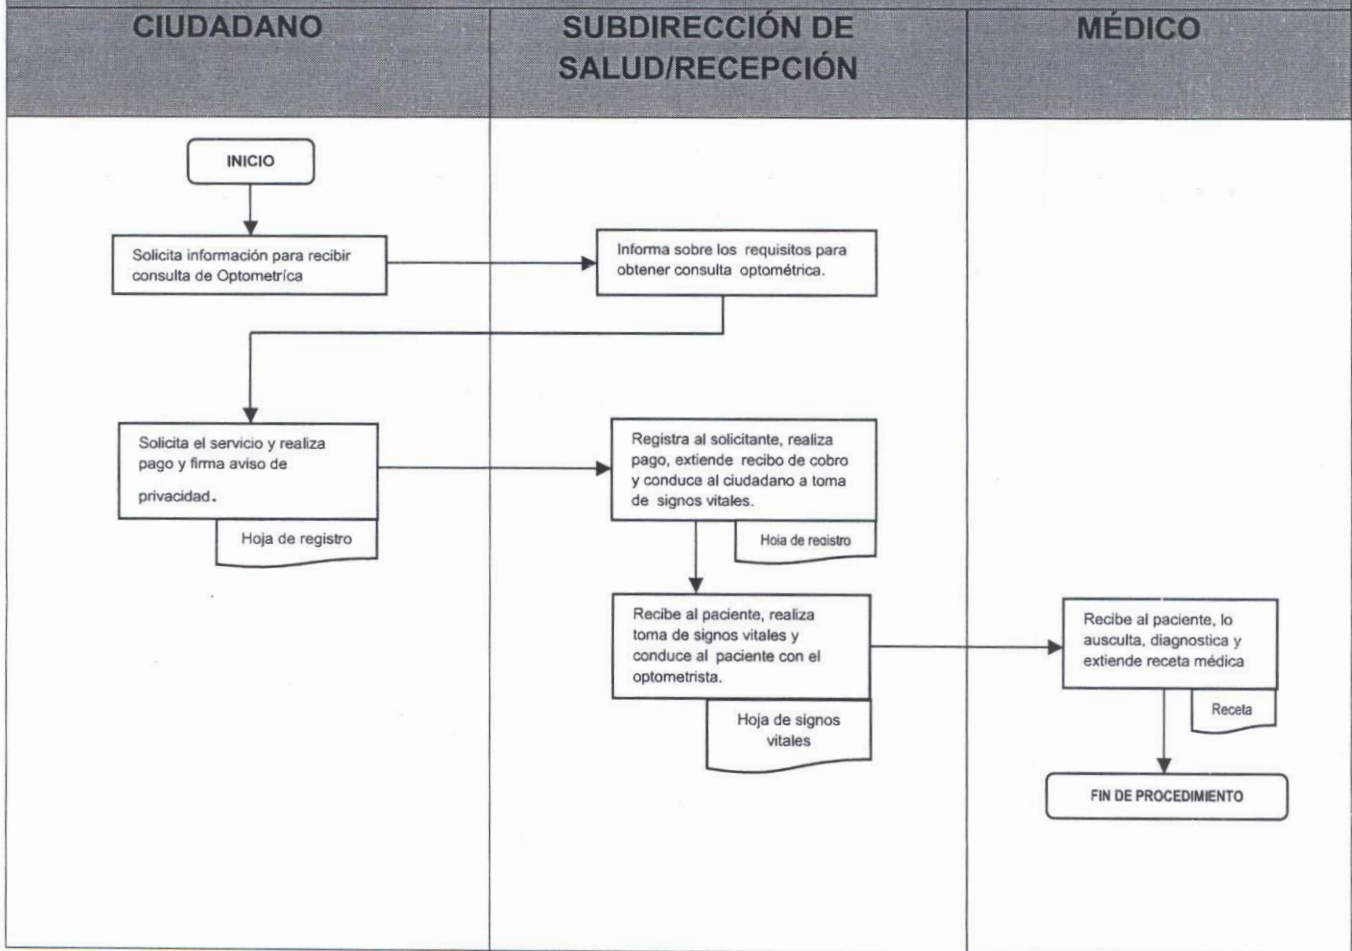 CIUDADANO
SUBDIRECCIÓN DE
SALUD/RECEPCIÓN
MÉDICO
INICIO
Solicita información para recibir
consulta de Optometríca
Informa sobre los requisitos para
obtener consulta optométrica.
Solicita el servicio y realiza
pago y firma aviso de
privacidad.
Hoja de registro
Registra al solicitante, realiza
pago, extiende recibo de cobro
y conduce al ciudadano a toma
de signos vitales.
Hoja de registro
Recibe al paciente, realiza
toma de signos vitales y
conduce al paciente con el
optometrista.
Hoja de signos
vitales
Recibe al paciente, lo
ausculta, diagnostica y
extiende receta médica
Receta
FIN DE PROCEDIMIENTO